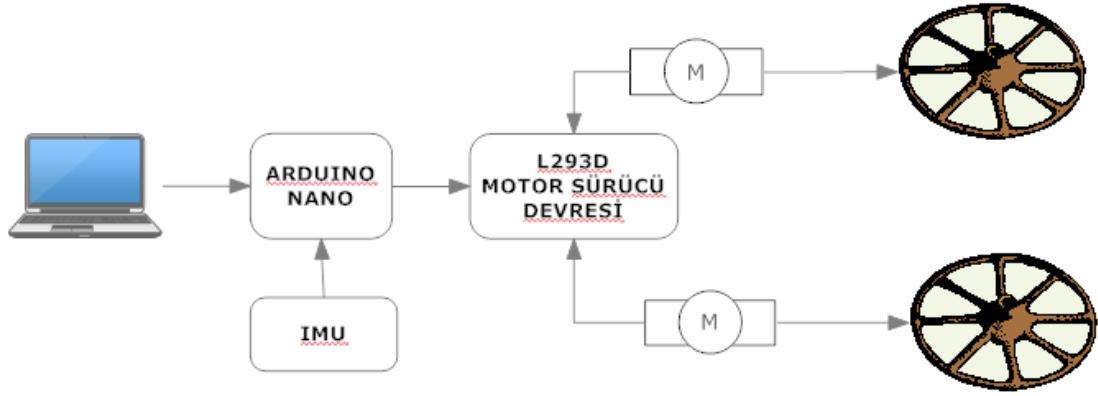 ARDUINO
NANO
IMU
L293D
MOTOR SÜRÜCÜ
DEVRESİ
M
M